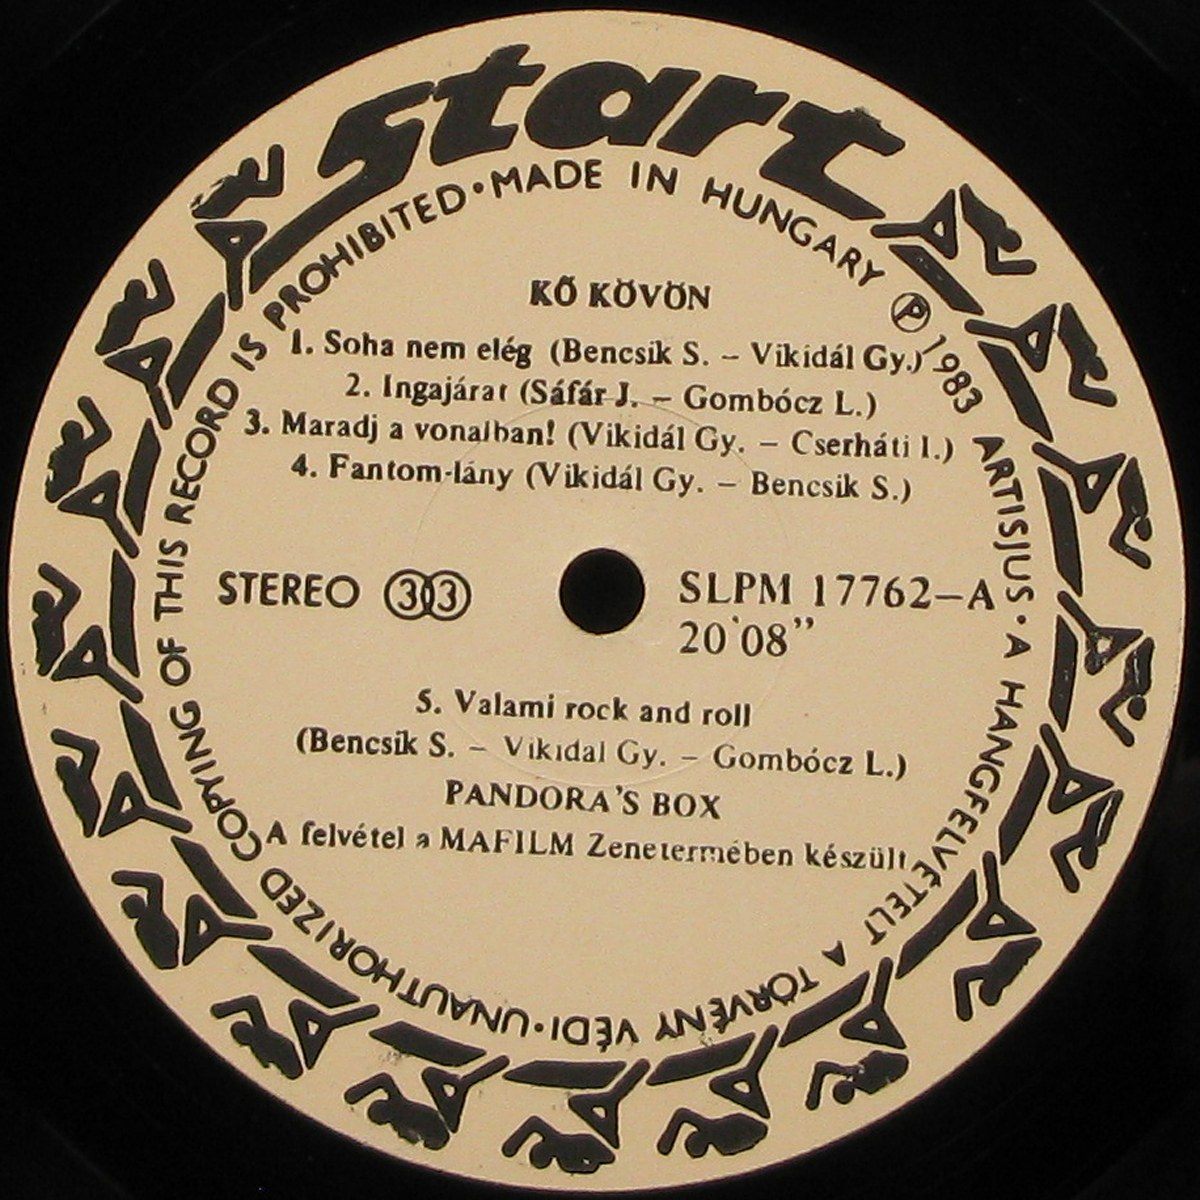 start
MADE IN HUNGARY Ⓟ 1983 ARTISJUS • A HANGFELVÉTELT A TÖRVÉNY VÉDI • UNAUTHORIZED COPYING OF THIS RECORD IS PROHIBITED •
KŐ KÖVÖN
1. Soha nem elég (Bencsik S. – Vikidál Gy.)
2. Ingajárat (Sáfár J. – Gombócz L.)
3. Maradj a vonalban! (Vikidál Gy. – Cserháti I.)
4. Fantom-lány (Vikidál Gy. – Bencsik S.)
STEREO 33 SLPM 17762–A
20'08”
5. Valami rock and roll
(Bencsik S. – Vikidal Gy. – Gombócz L.)
PANDORA'S BOX
A felvétel a MAFILM Zenetermében készült